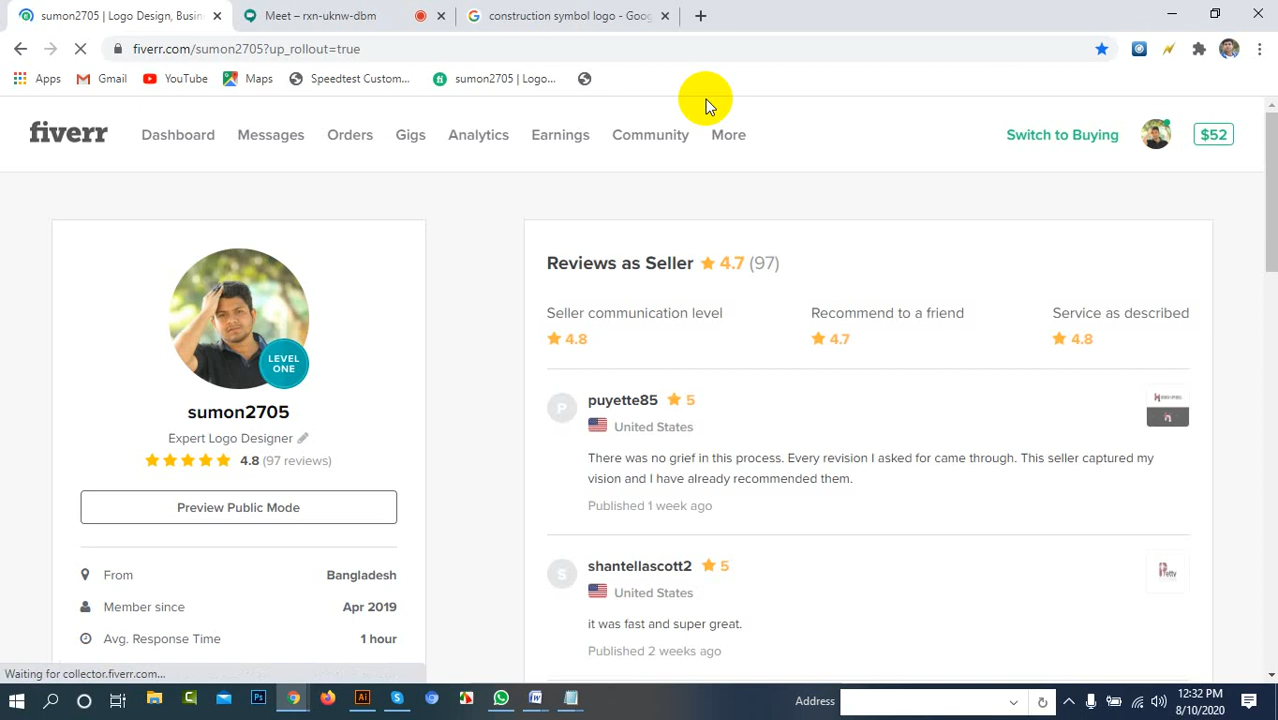 sumon2705 | Logo Design, Busin
Meet – rxn-uknw-dbm
construction symbol logo - Goog
fiverr.com/sumon2705?up_rollout=true
Apps
Gmail
YouTube
Maps
Speedtest Custom...
sumon2705 | Logo...
fiverr
Dashboard
Messages
Orders
Gigs
Analytics
Earnings
Community
More
Switch to Buying
$52
LEVEL
ONE
sumon2705
Expert Logo Designer
4.8 (97 reviews)
Preview Public Mode
From Bangladesh
Member since Apr 2019
Avg. Response Time 1 hour
Reviews as Seller 4.7 (97)
Seller communication level
4.8
Recommend to a friend
4.7
Service as described
4.8
P
puyette85 5
United States
There was no grief in this process. Every revision I asked for came through. This seller captured my
vision and I have already recommended them.
Published 1 week ago
S
shantellascott2 5
United States
it was fast and super great.
Published 2 weeks ago
Waiting for collector.fiverr.com...
Address
12:32 PM
8/10/2020